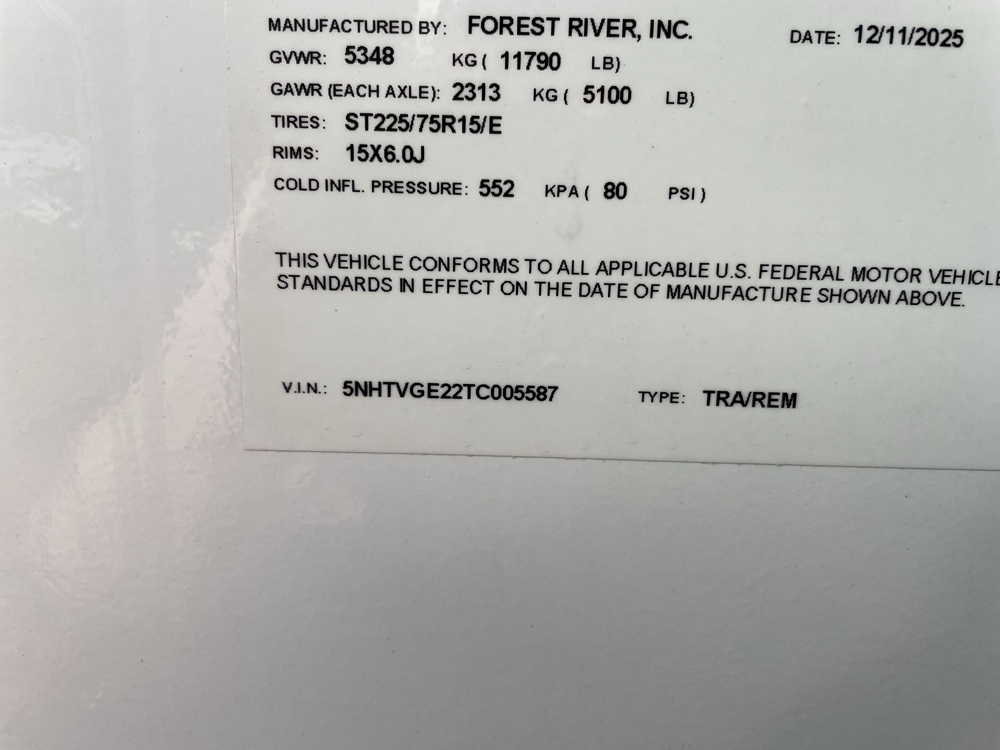 MANUFACTURED BY: FOREST RIVER, INC. DATE: 12/11/2025
GVWR: 5348 KG ( 11790 LB)
GAWR (EACH AXLE): 2313 KG ( 5100 LB)
TIRES: ST225/75R15/E
RIMS: 15X6.0J
COLD INFL. PRESSURE: 552 KPA ( 80 PSI )
THIS VEHICLE CONFORMS TO ALL APPLICABLE U.S. FEDERAL MOTOR VEHICLE
STANDARDS IN EFFECT ON THE DATE OF MANUFACTURE SHOWN ABOVE.
V.I.N.: 5NHTVGE22TC005587 TYPE: TRA/REM